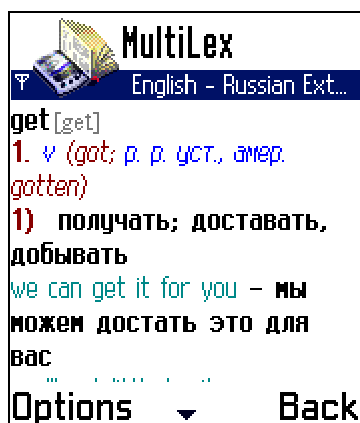 MultiLex
English - Russian Ext...
get [get]
1. v (got; p. p. уст., амер.
gotten)
1) получать; доставать,
добывать
we can get it for you – мы
можем достать это для
вас
Options Back